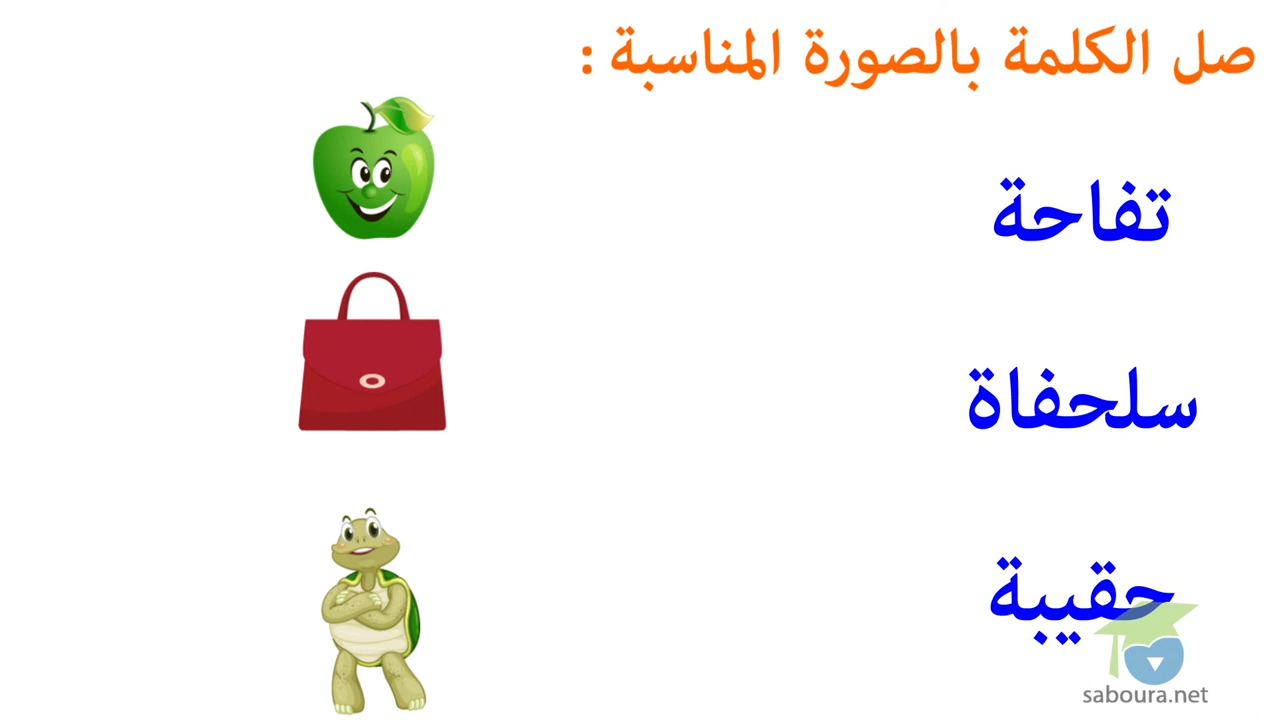 صل الكلمة بالصورة المناسبة :
تفاحة
سلحفاة
حقيبة
saboura.net